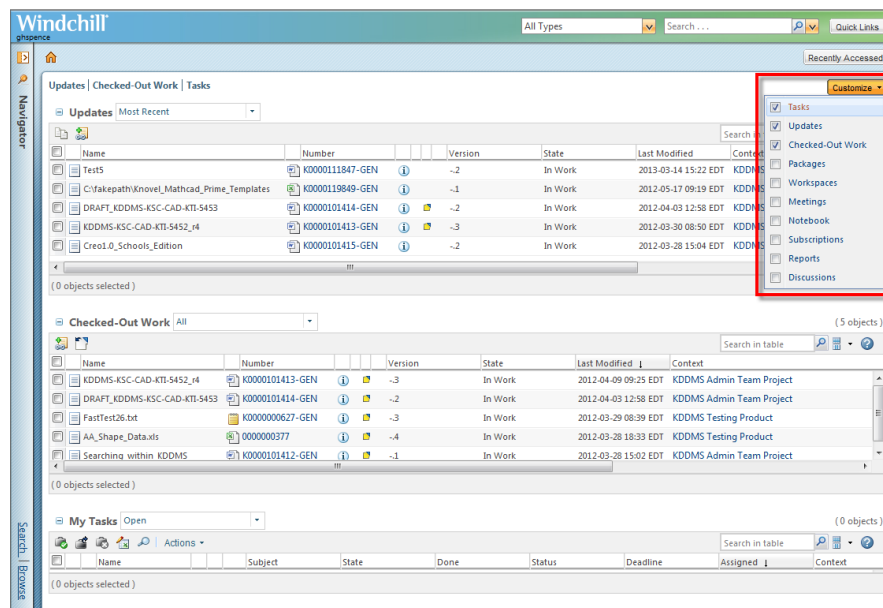 Windchill
ghspence
All Types Search . . . Quick Links
Recently Accessed
Navigator
Updates | Checked-Out Work | Tasks
Customize
Tasks
Updates
Checked-Out Work
Packages
Workspaces
Meetings
Notebook
Subscriptions
Reports
Discussions
Updates Most Recent
Search in
Name Number Version State Last Modified Context
Test5 K0000111847-GEN -.2 In Work 2013-03-14 15:22 EDT KDDMS
C:\fakepath\Knovel_Mathcad_Prime_Templates K0000119849-GEN -.1 In Work 2012-05-17 09:19 EDT KDDMS
DRAFT_KDDMS-KSC-CAD-KTI-5453 K0000101414-GEN -.2 In Work 2012-04-03 12:58 EDT KDDMS
KDDMS-KSC-CAD-KTI-5452_r4 K0000101413-GEN -.3 In Work 2012-03-30 08:50 EDT KDDMS
Creo1.0_Schools_Edition K0000101415-GEN -.2 In Work 2012-03-28 15:04 EDT KDDMS
( 0 objects selected )
Checked-Out Work All ( 5 objects )
Search in table
Name Number Version State Last Modified Context
KDDMS-KSC-CAD-KTI-5452_r4 K0000101413-GEN -.3 In Work 2012-04-09 09:25 EDT KDDMS Admin Team Project
DRAFT_KDDMS-KSC-CAD-KTI-5453 K0000101414-GEN -.2 In Work 2012-04-03 12:58 EDT KDDMS Admin Team Project
FastTest26.txt K0000000627-GEN -.3 In Work 2012-03-29 08:39 EDT KDDMS Testing Product
AA_Shape_Data.xls 0000000377 -.4 In Work 2012-03-28 18:33 EDT KDDMS Testing Product
Searching within KDDMS K0000101412-GEN -.1 In Work 2012-03-28 15:02 EDT KDDMS Admin Team Project
( 0 objects selected )
My Tasks Open ( 0 objects )
Actions Search in table
Name Subject State Done Status Deadline Assigned Context
( 0 objects selected )
Search | Browse